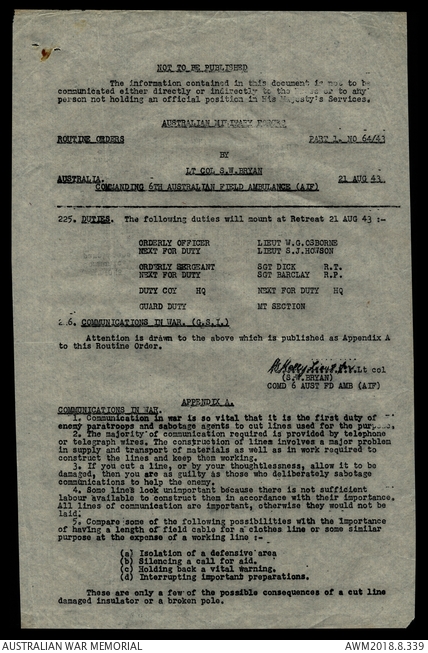 NOT TO BE PUBLISHED
The information contained in this document is not to be
communicated either directly or indirectly to the or to any
person not holding an official position in His Majesty's Services.
AUSTRALIAN MILITARY FORCES
ROUTINE ORDERS PART 1. NO 64/43
BY
LT COL S.W.BRYAN
AUSTRALIA. 21 AUG 43
COMMANDING 6TH AUSTRALIAN FIELD AMBULANCE (AIF)
225. DUTIES. The following duties will mount at Retreat 21 AUG 43 :-
ORDERLY OFFICER LIEUT W.G.OSBORNE
NEXT FOR DUTY LIEUT S.J.HOWSON
ORDERLY SERGEANT SGT DICK R.T.
NEXT FOR DUTY SGT BARCLAY R.P.
DUTY COY HQ NEXT FOR DUTY HQ
GUARD DUTY MT SECTION
2 6. COMMUNICATIONS IN WAR. (G.S.I.)
Attention is drawn to the above which is published as Appendix A
to this Routine Order.
Lt col
(S.W.BRYAN)
COMD 6 AUST FD AMB (AIF)
APPENDIX A.
COMMUNICATIONS IN WAR.
1. Communication in war is so vital that it is the first duty of
enemy paratroops and sabotage agents to cut lines used for the purpose.
2. The majority of communication required is provided by telephone
or telegraph wires. The construction of lines involves a major problem
in supply and transport of materials as well as in work required to
construct the lines and keep them working.
3. If you cut a line, or by your thoughtlessness, allow it to be
damaged, then you are as guilty as those who deliberately sabotage
communications to help the enemy.
4. Some lines look unimportant because there is not sufficient
labour available to construct them in accordance with their importance.
All lines of communication are important, otherwise they would not be
laid.
5. Compare some of the following possibilities with the importance
of having a length of field cable for a clothes line or some similar
purpose at the expense of a working line :-
(a) Isolation of a defensive area
(b) Silencing a call for aid.
(c) Holding back a vital warning.
(d) Interrupting important preparations.
These are only a few of the possible consequences of a cut line
damaged insulator or a broken pole.
AUSTRALIAN WAR MEMORIAL AWM2018.8.339